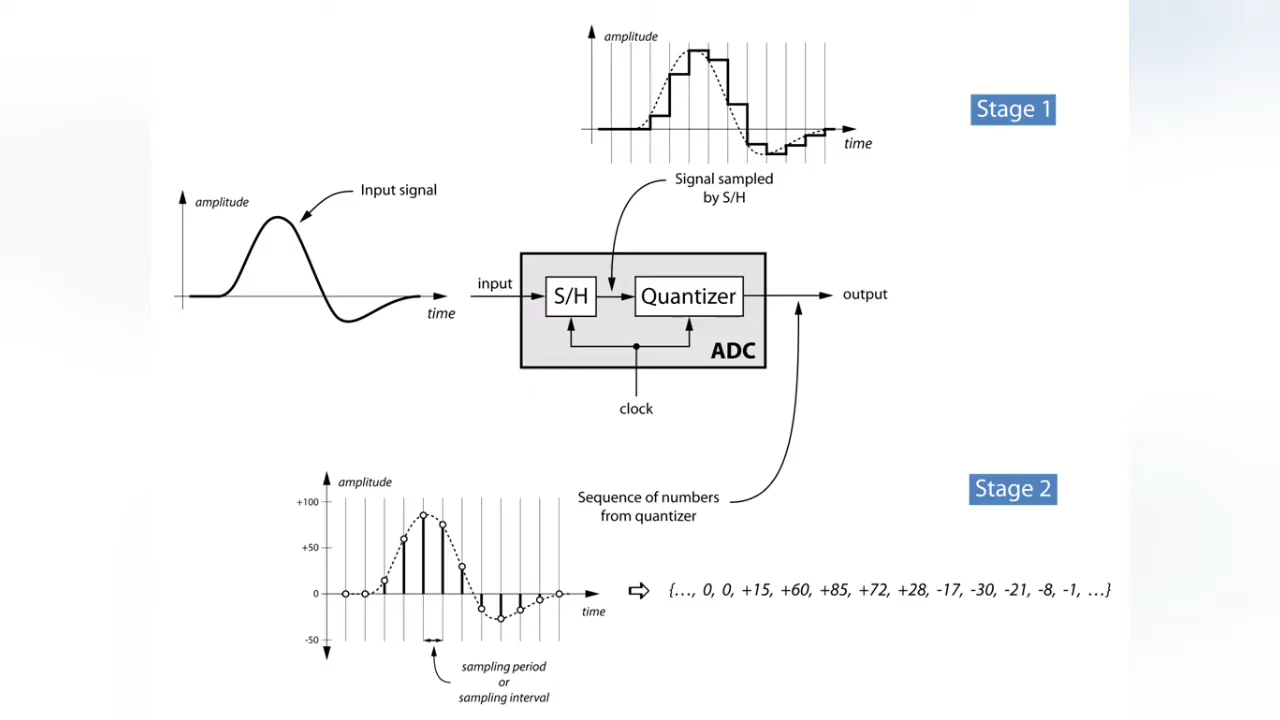 amplitude
Stage 1
time
Signal sampled
by S/H
Input signal
amplitude
time
input
S/H
Quantizer
output
ADC
clock
amplitude
+100
+50
0
-50
time
Sequence of numbers
from quantizer
Stage 2
{..., 0, 0, +15, +60, +85, +72, +28, -17, -30, -21, -8, -1, ...}
sampling period
or
sampling interval